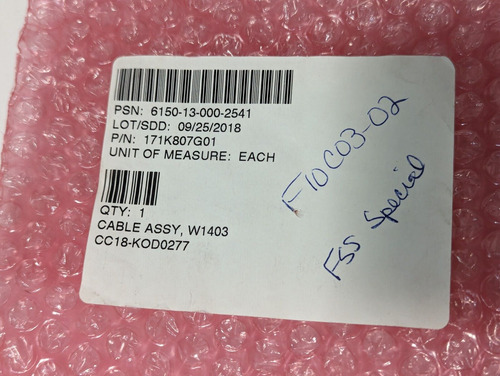 PSN: 6150-13-000-2541
LOT/SDD: 09/25/2018
P/N: 171K807G01
UNIT OF MEASURE: EACH
QTY: 1
CABLE ASSY, W1403
CC18-KOD0277
F10C03-02
FSS Special